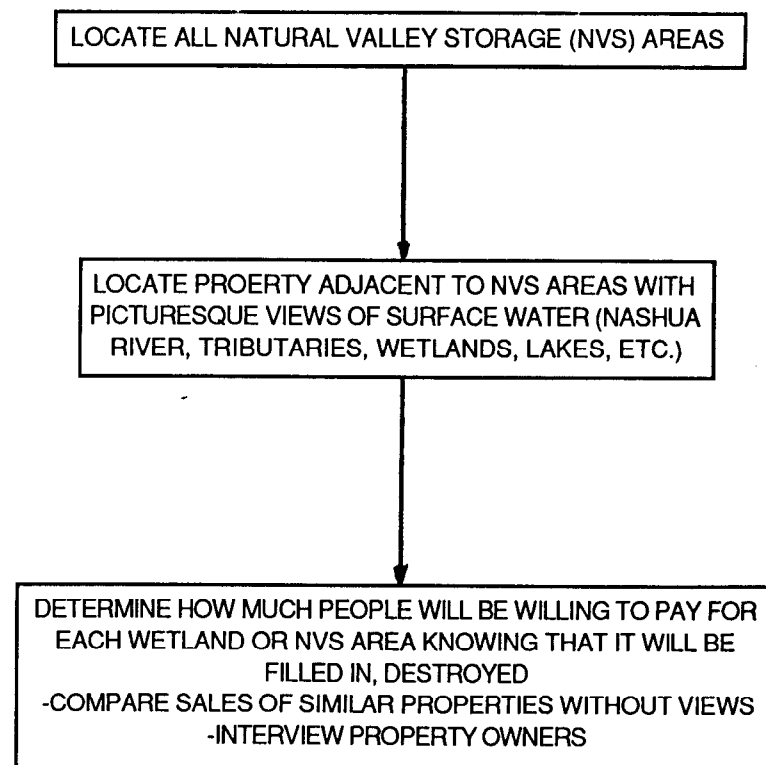 LOCATE ALL NATURAL VALLEY STORAGE (NVS) AREAS
LOCATE PROERTY ADJACENT TO NVS AREAS WITH
PICTURESQUE VIEWS OF SURFACE WATER (NASHUA
RIVER, TRIBUTARIES, WETLANDS, LAKES, ETC.)
DETERMINE HOW MUCH PEOPLE WILL BE WILLING TO PAY FOR
EACH WETLAND OR NVS AREA KNOWING THAT IT WILL BE
FILLED IN, DESTROYED
-COMPARE SALES OF SIMILAR PROPERTIES WITHOUT VIEWS
-INTERVIEW PROPERTY OWNERS